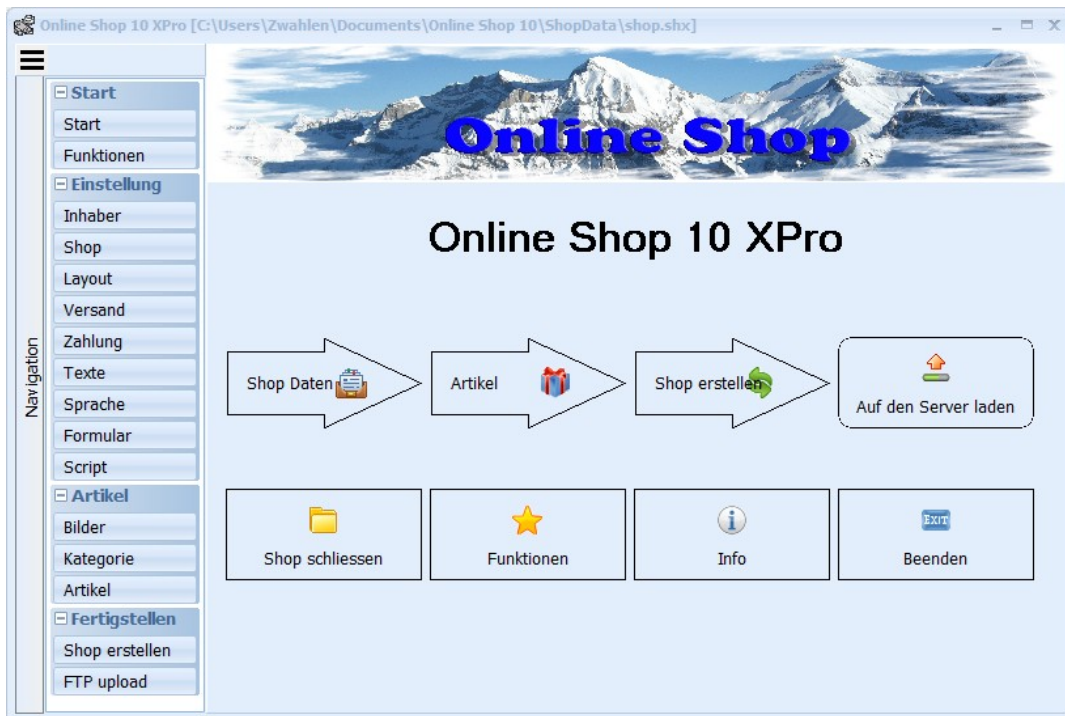 Online Shop 10 XPro [C:\Users\Zwahlen\Documents\Online Shop 10\ShopData\shop.shx]
Navigation
Start
Start
Funktionen
Einstellung
Inhaber
Shop
Layout
Versand
Zahlung
Texte
Sprache
Formular
Script
Artikel
Bilder
Kategorie
Artikel
Fertigstellen
Shop erstellen
FTP upload
Online Shop
Online Shop 10 XPro
Shop Daten
Artikel
Shop erstellen
Auf den Server laden
Shop schliessen
Funktionen
Info
EXIT
Beenden